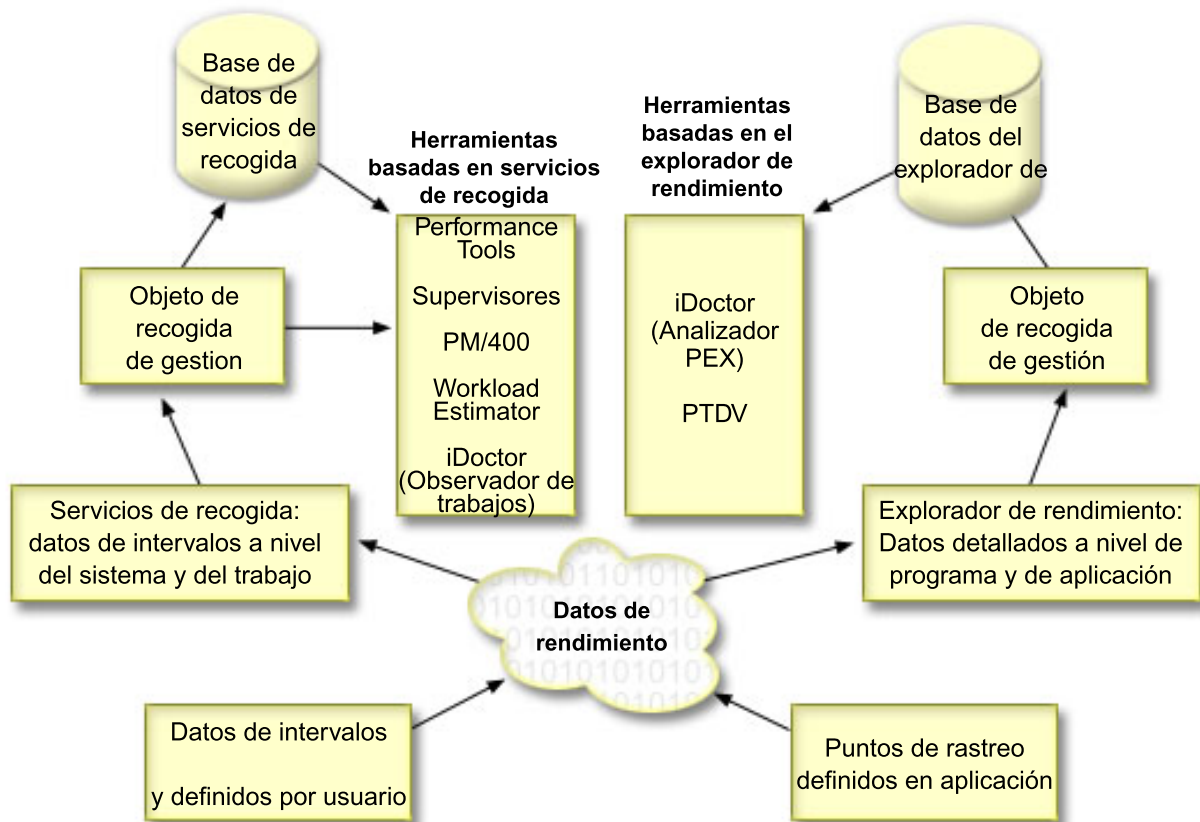 Base de
datos de
servicios de
recogida
Herramientas
basadas en servicios
de recogida
Herramientas
basadas en el
explorador de
rendimiento
Base de
datos del
explorador de
Performance
Tools
Supervisores
PM/400
Workload
Estimator
iDoctor
(Observador de
trabajos)
iDoctor
(Analizador
PEX)
PTDV
Objeto de
recogida
de gestion
Objeto
de recogida
de gestión
Servicios de recogida:
datos de intervalos a nivel
del sistema y del trabajo
Explorador de rendimiento:
Datos detallados a nivel de
programa y de aplicación
Datos de
rendimiento
Datos de intervalos
y definidos por usuario
Puntos de rastreo
definidos en aplicación